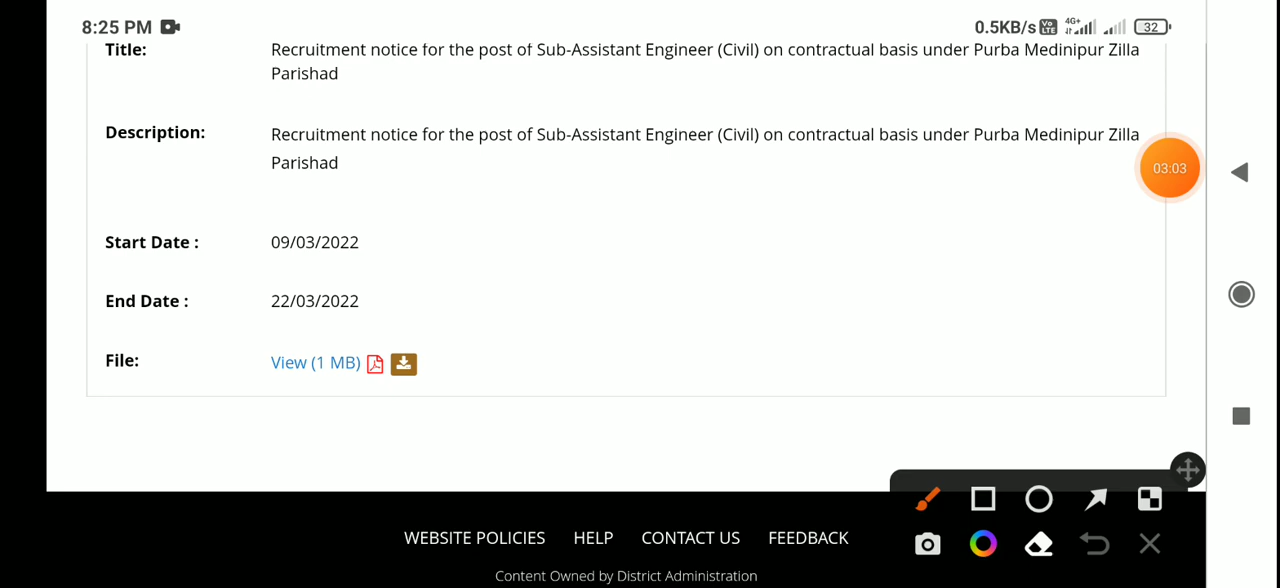 8:25 PM 0.5KB/s Vo LTE 4G+ 32
Title: Recruitment notice for the post of Sub-Assistant Engineer (Civil) on contractual basis under Purba Medinipur Zilla
Parishad
Description: Recruitment notice for the post of Sub-Assistant Engineer (Civil) on contractual basis under Purba Medinipur Zilla
Parishad
03:03
Start Date : 09/03/2022
End Date : 22/03/2022
File: View (1 MB)
WEBSITE POLICIES HELP CONTACT US FEEDBACK
Content Owned by District Administration